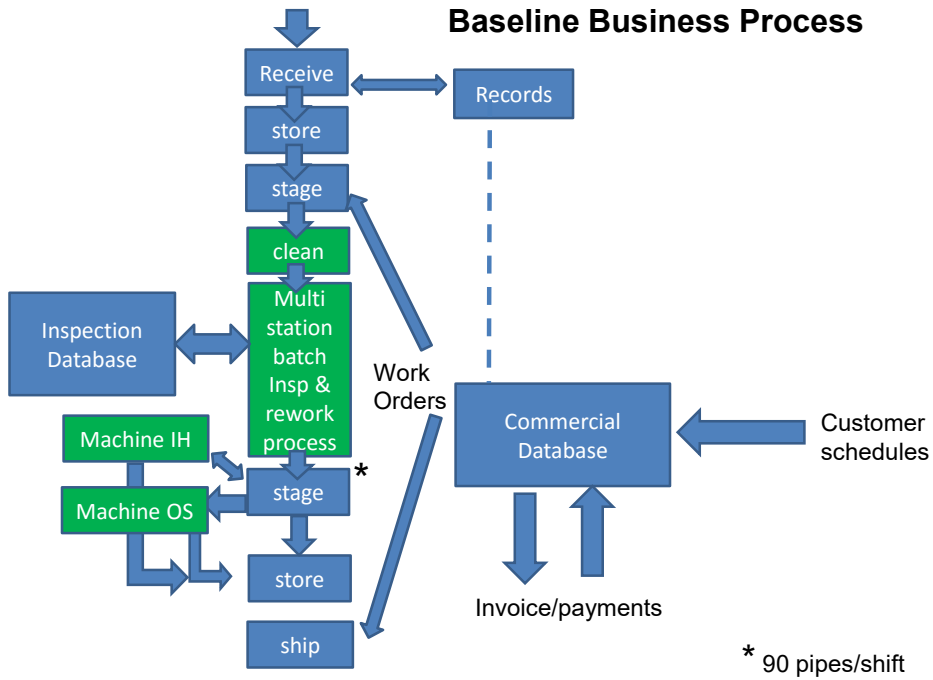 Baseline Business Process
Receive
Records
store
stage
clean
Multi
station
batch
Insp &
rework
process
Inspection
Database
Work
Orders
Commercial
Database
Customer
schedules
Machine IH
*
stage
Machine OS
store
Invoice/payments
ship
* 90 pipes/shift